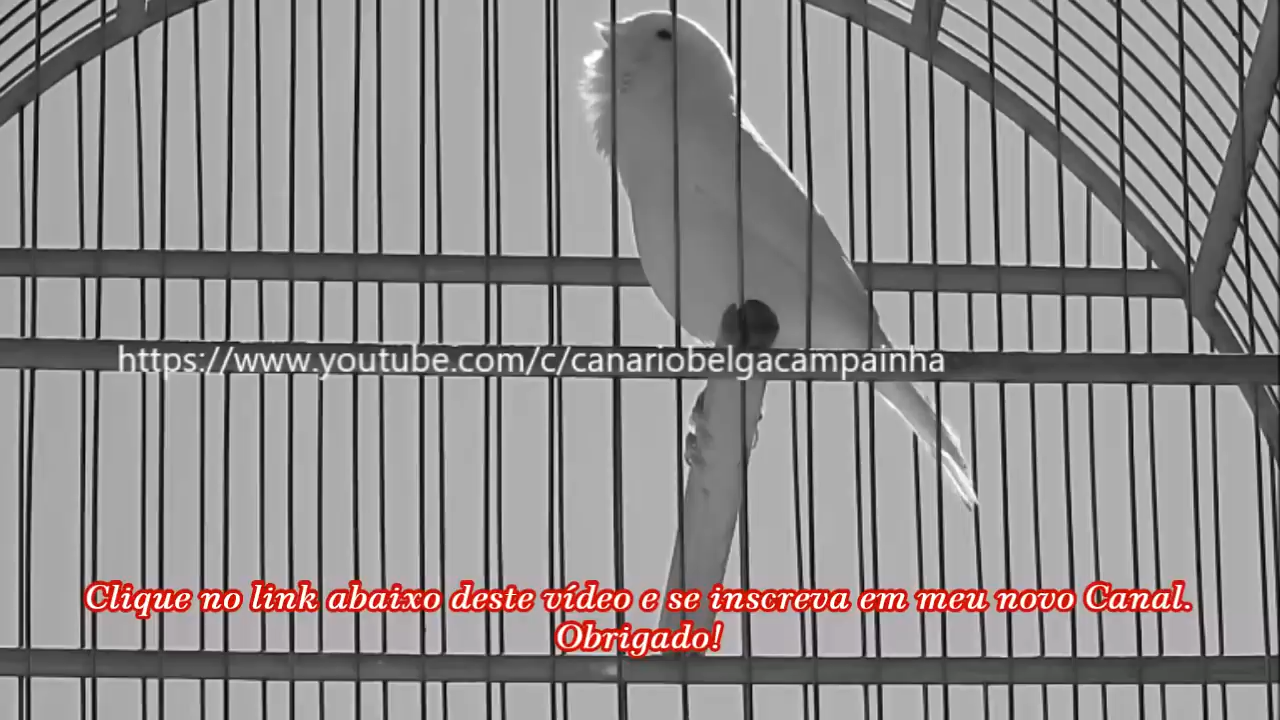 https://www.youtube.com/c/canariobelgacampainha
Clique no link abaixo deste vídeo e se inscreva em meu novo Canal.
Obrigado!